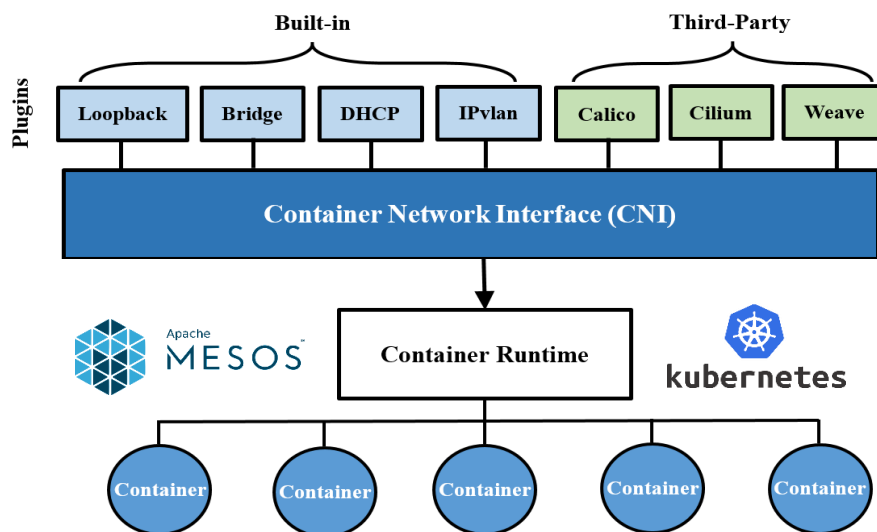 Built-in
Third-Party
Plugins
Loopback
Bridge
DHCP
IPvlan
Calico
Cilium
Weave
Container Network Interface (CNI)
Apache
MESOS™
Container Runtime
kubernetes
Container
Container
Container
Container
Container